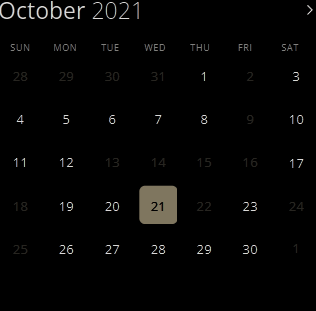 October 2021
SUN MON TUE WED THU FRI SAT
28 29 30 31 1 2 3
4 5 6 7 8 9 10
11 12 13 14 15 16 17
18 19 20 21 22 23 24
25 26 27 28 29 30 1